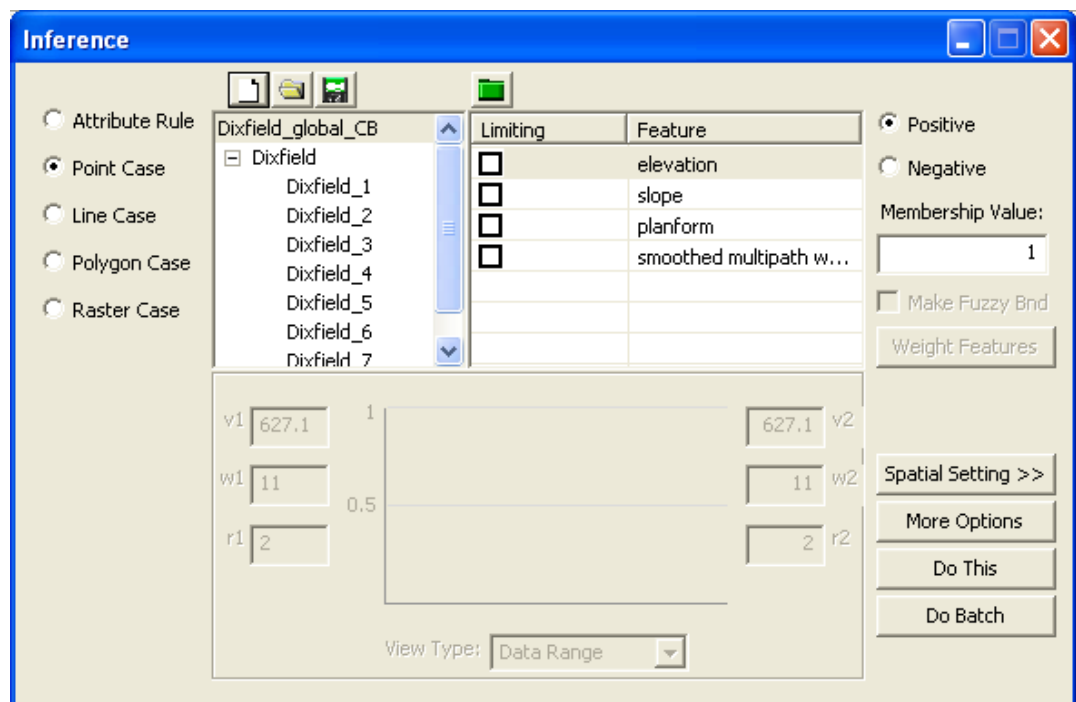 Inference
Attribute Rule
Point Case
Line Case
Polygon Case
Raster Case
Dixfield_global_CB
Dixfield
Dixfield_1
Dixfield_2
Dixfield_3
Dixfield_4
Dixfield_5
Dixfield_6
Dixfield_7
Limiting Feature
elevation
slope
planform
smoothed multipath w...
Positive
Negative
Membership Value:
1
Make Fuzzy Bnd
Weight Features
v1 627.1 1 627.1 v2
w1 11 0.5 11 w2
r1 2 2 r2
View Type: Data Range
Spatial Setting >>
More Options
Do This
Do Batch